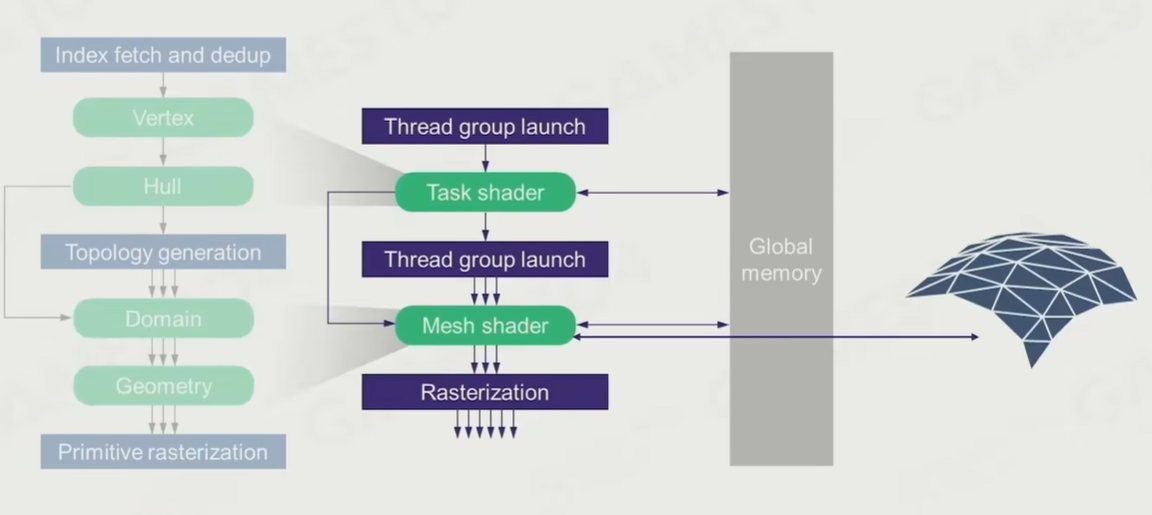 Index fetch and dedup
Vertex
Hull
Topology generation
Domain
Geometry
Primitive rasterization
Thread group launch
Task shader
Thread group launch
Mesh shader
Rasterization
Global
memory